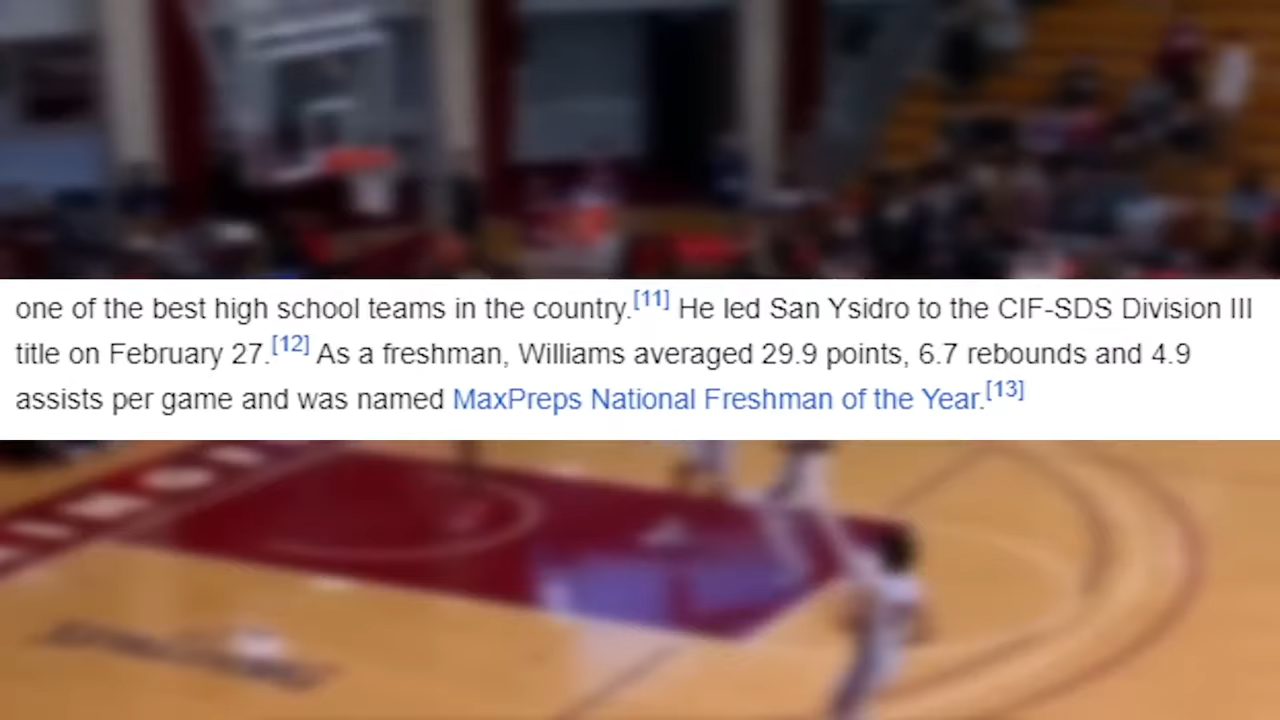 one of the best high school teams in the country.[11] He led San Ysidro to the CIF-SDS Division III
title on February 27.[12] As a freshman, Williams averaged 29.9 points, 6.7 rebounds and 4.9
assists per game and was named MaxPreps National Freshman of the Year.[13]